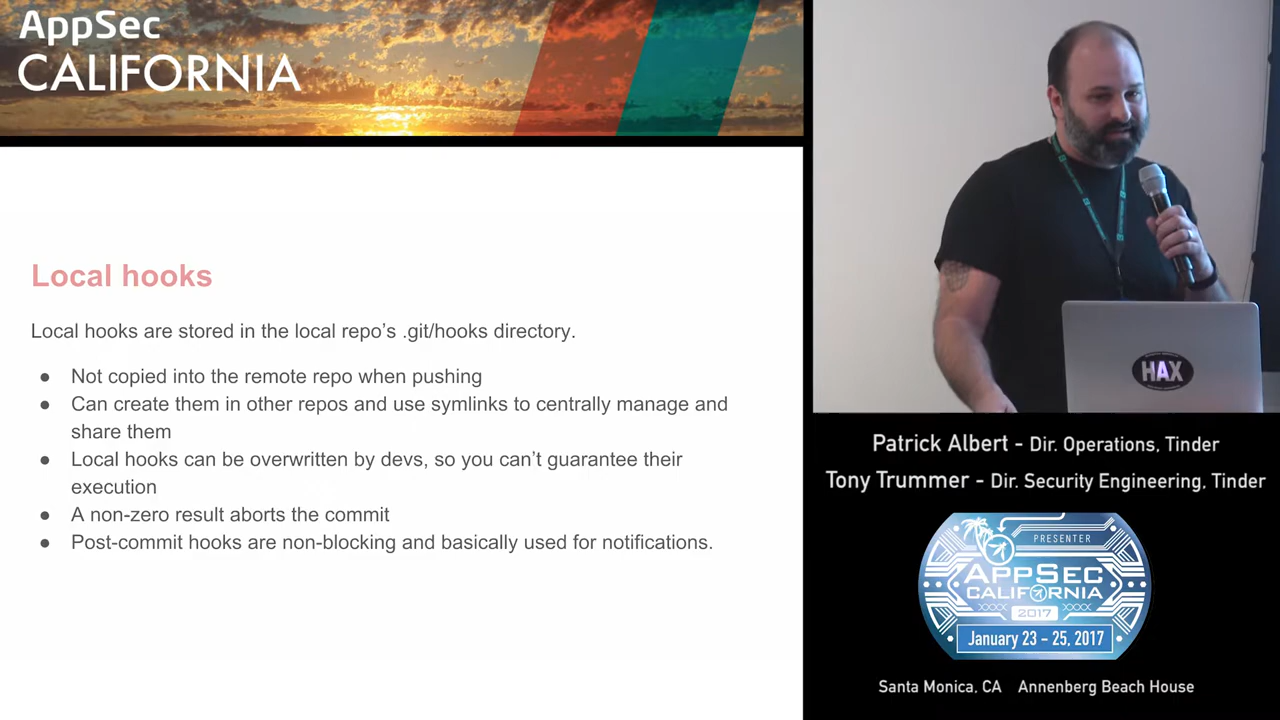 AppSec
CALIFORNIA
Local hooks
Local hooks are stored in the local repo’s .git/hooks directory.
● Not copied into the remote repo when pushing
● Can create them in other repos and use symlinks to centrally manage and
share them
● Local hooks can be overwritten by devs, so you can’t guarantee their
execution
● A non-zero result aborts the commit
● Post-commit hooks are non-blocking and basically used for notifications.
HAX
Patrick Albert - Dir. Operations, Tinder
Tony Trummer - Dir. Security Engineering, Tinder
PRESENTER
APPSEC
CALIFORNIA
2017
January 23 - 25, 2017
Santa Monica, CA Annenberg Beach House